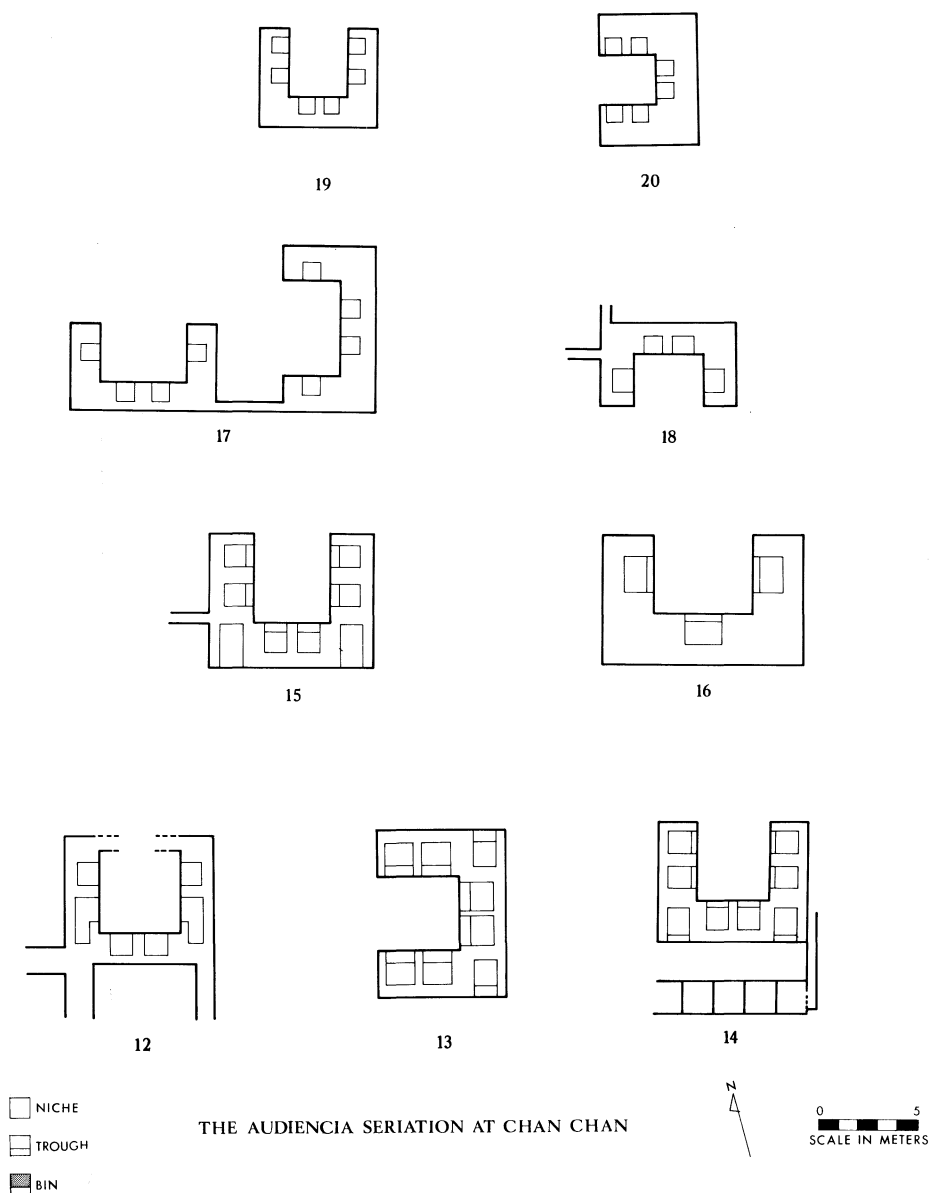 19
20
17
18
15
16
12
13
14
NICHE
TROUGH
BIN
THE AUDIENCIA SERIATION AT CHAN CHAN
N
0 5
SCALE IN METERS